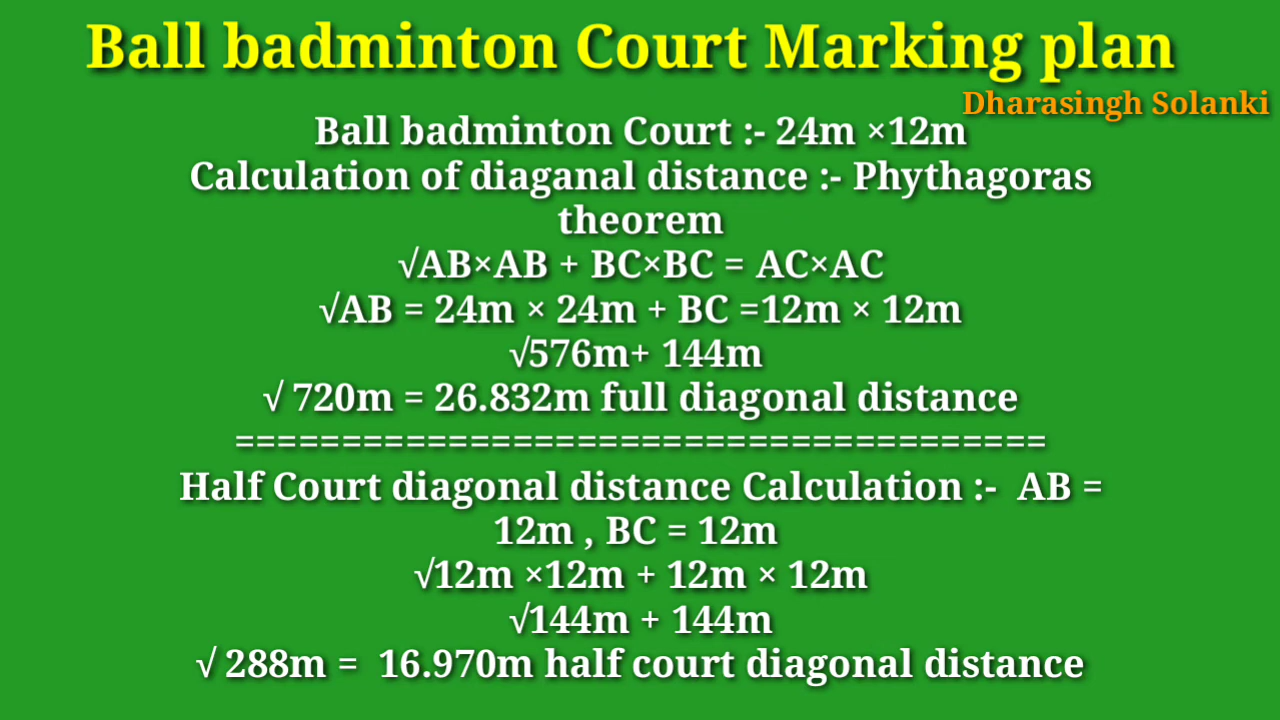 Ball badminton Court Marking plan
Dharasingh Solanki
Ball badminton Court :- 24m ×12m
Calculation of diaganal distance :- Phythagoras
theorem
√AB×AB + BC×BC = AC×AC
√AB = 24m × 24m + BC =12m × 12m
√576m+ 144m
√ 720m = 26.832m full diagonal distance
======================================
Half Court diagonal distance Calculation :-  AB =
12m , BC = 12m
√12m ×12m + 12m × 12m
√144m + 144m
√ 288m =  16.970m half court diagonal distance